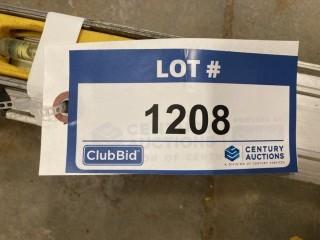 LOT #
1208
ClubBid
CENTURY
AUCTIONS
A DIVISION OF CENTURY SERVICES